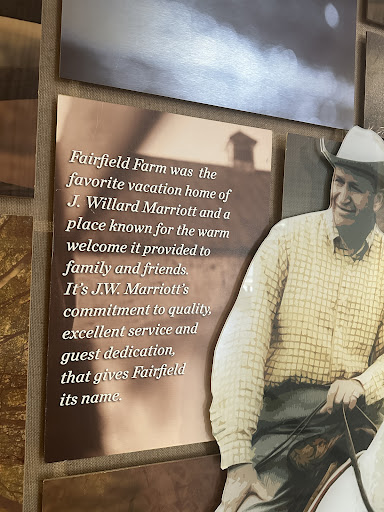 Fairfield Farm was the
favorite vacation home of
J. Willard Marriott and a
place known for the warm
welcome it provided to
family and friends.
It's J.W. Marriott's
commitment to quality,
excellent service and
guest dedication,
that gives Fairfield
its name.